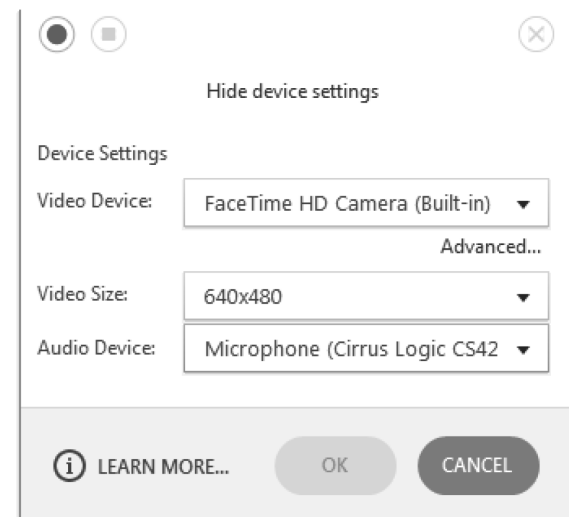 Hide device settings
Device Settings
Video Device: FaceTime HD Camera (Built-in)
Advanced...
Video Size: 640x480
Audio Device: Microphone (Cirrus Logic CS42
LEARN MORE... OK CANCEL